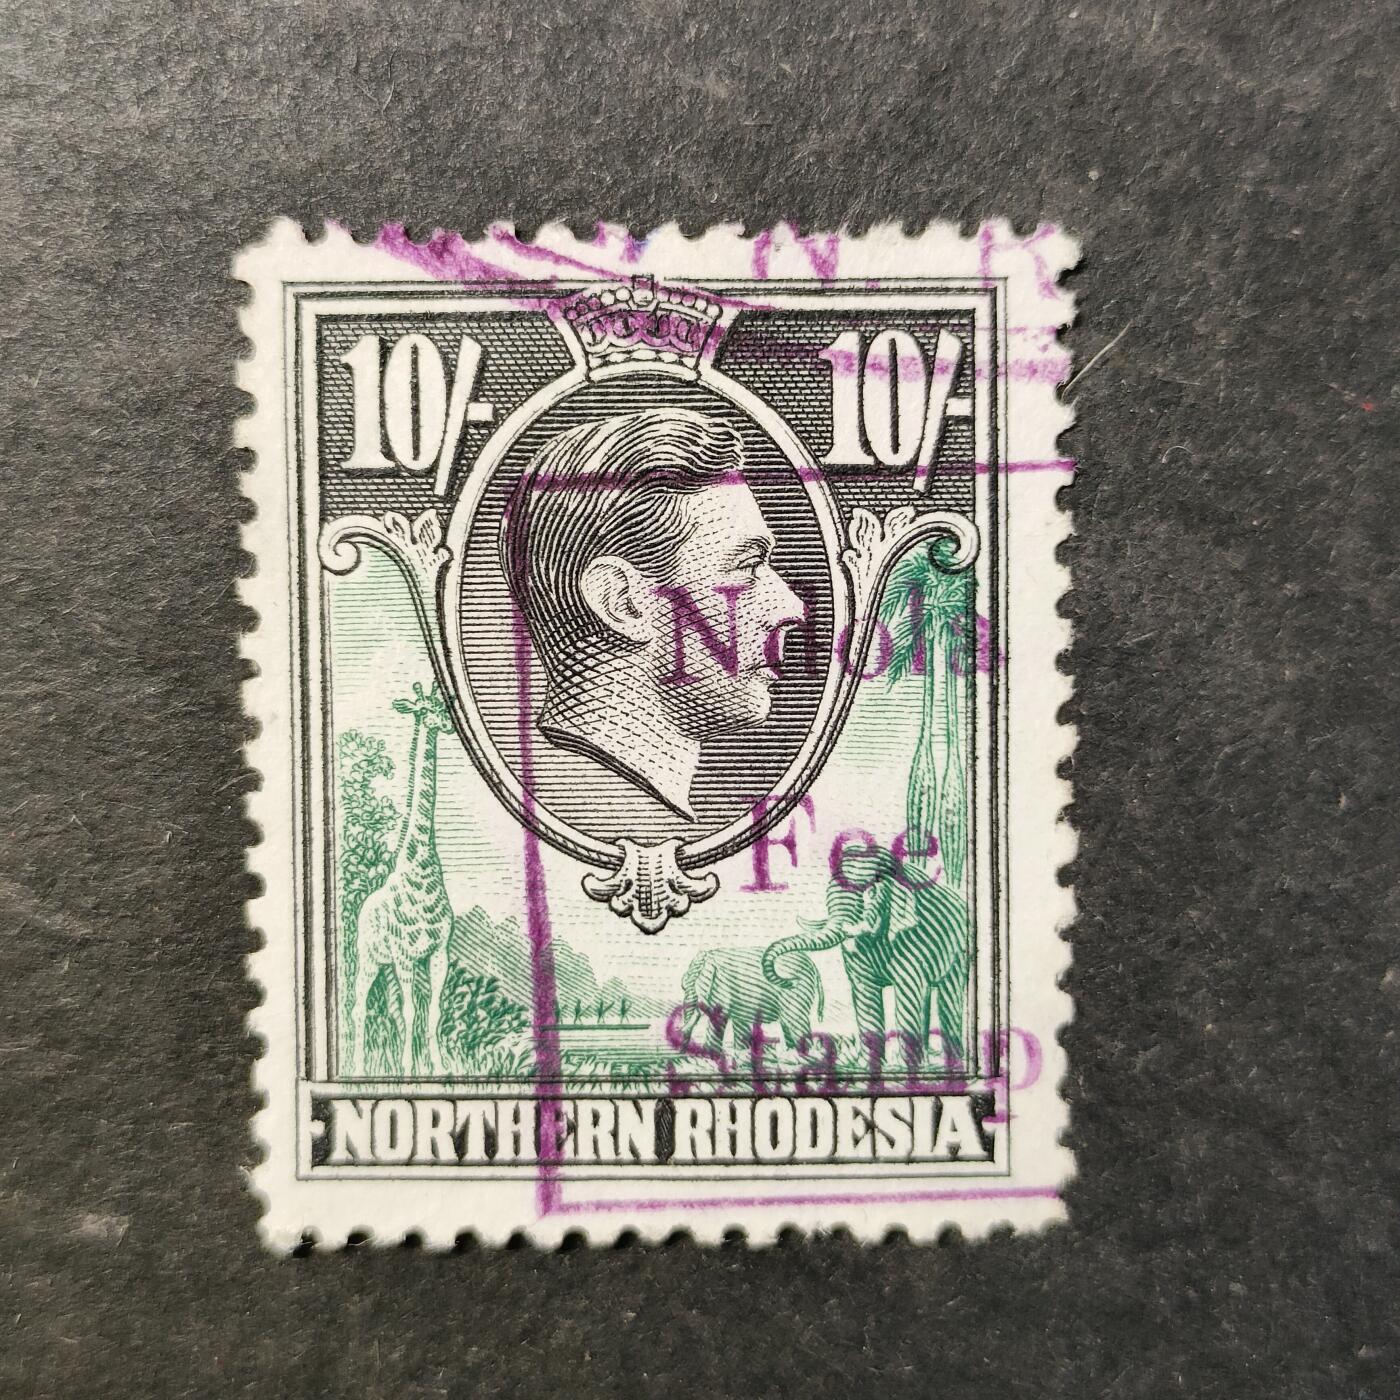 10/- 10/-
Ndola
Fee
Stamp
NORTHERN RHODESIA